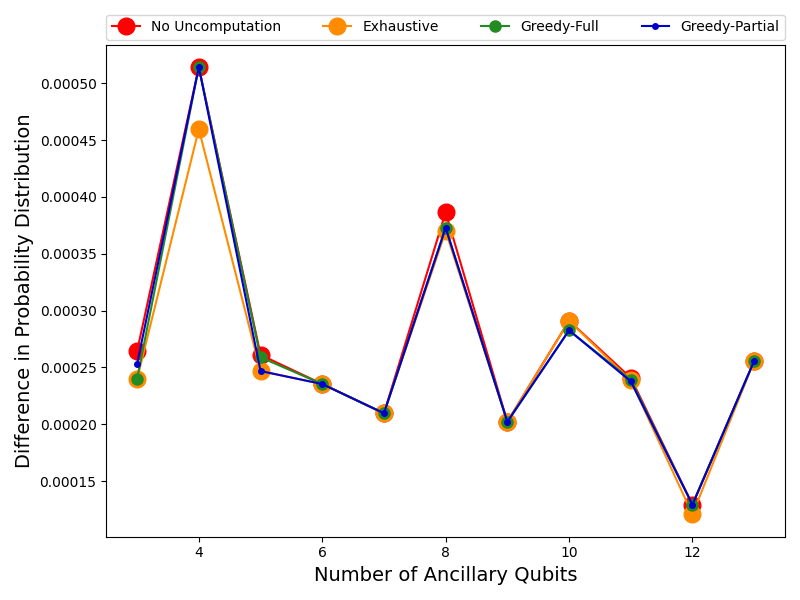 No Uncomputation Exhaustive Greedy-Full Greedy-Partial
Difference in Probability Distribution
0.00050
0.00045
0.00040
0.00035
0.00030
0.00025
0.00020
0.00015
4 6 8 10 12
Number of Ancillary Qubits